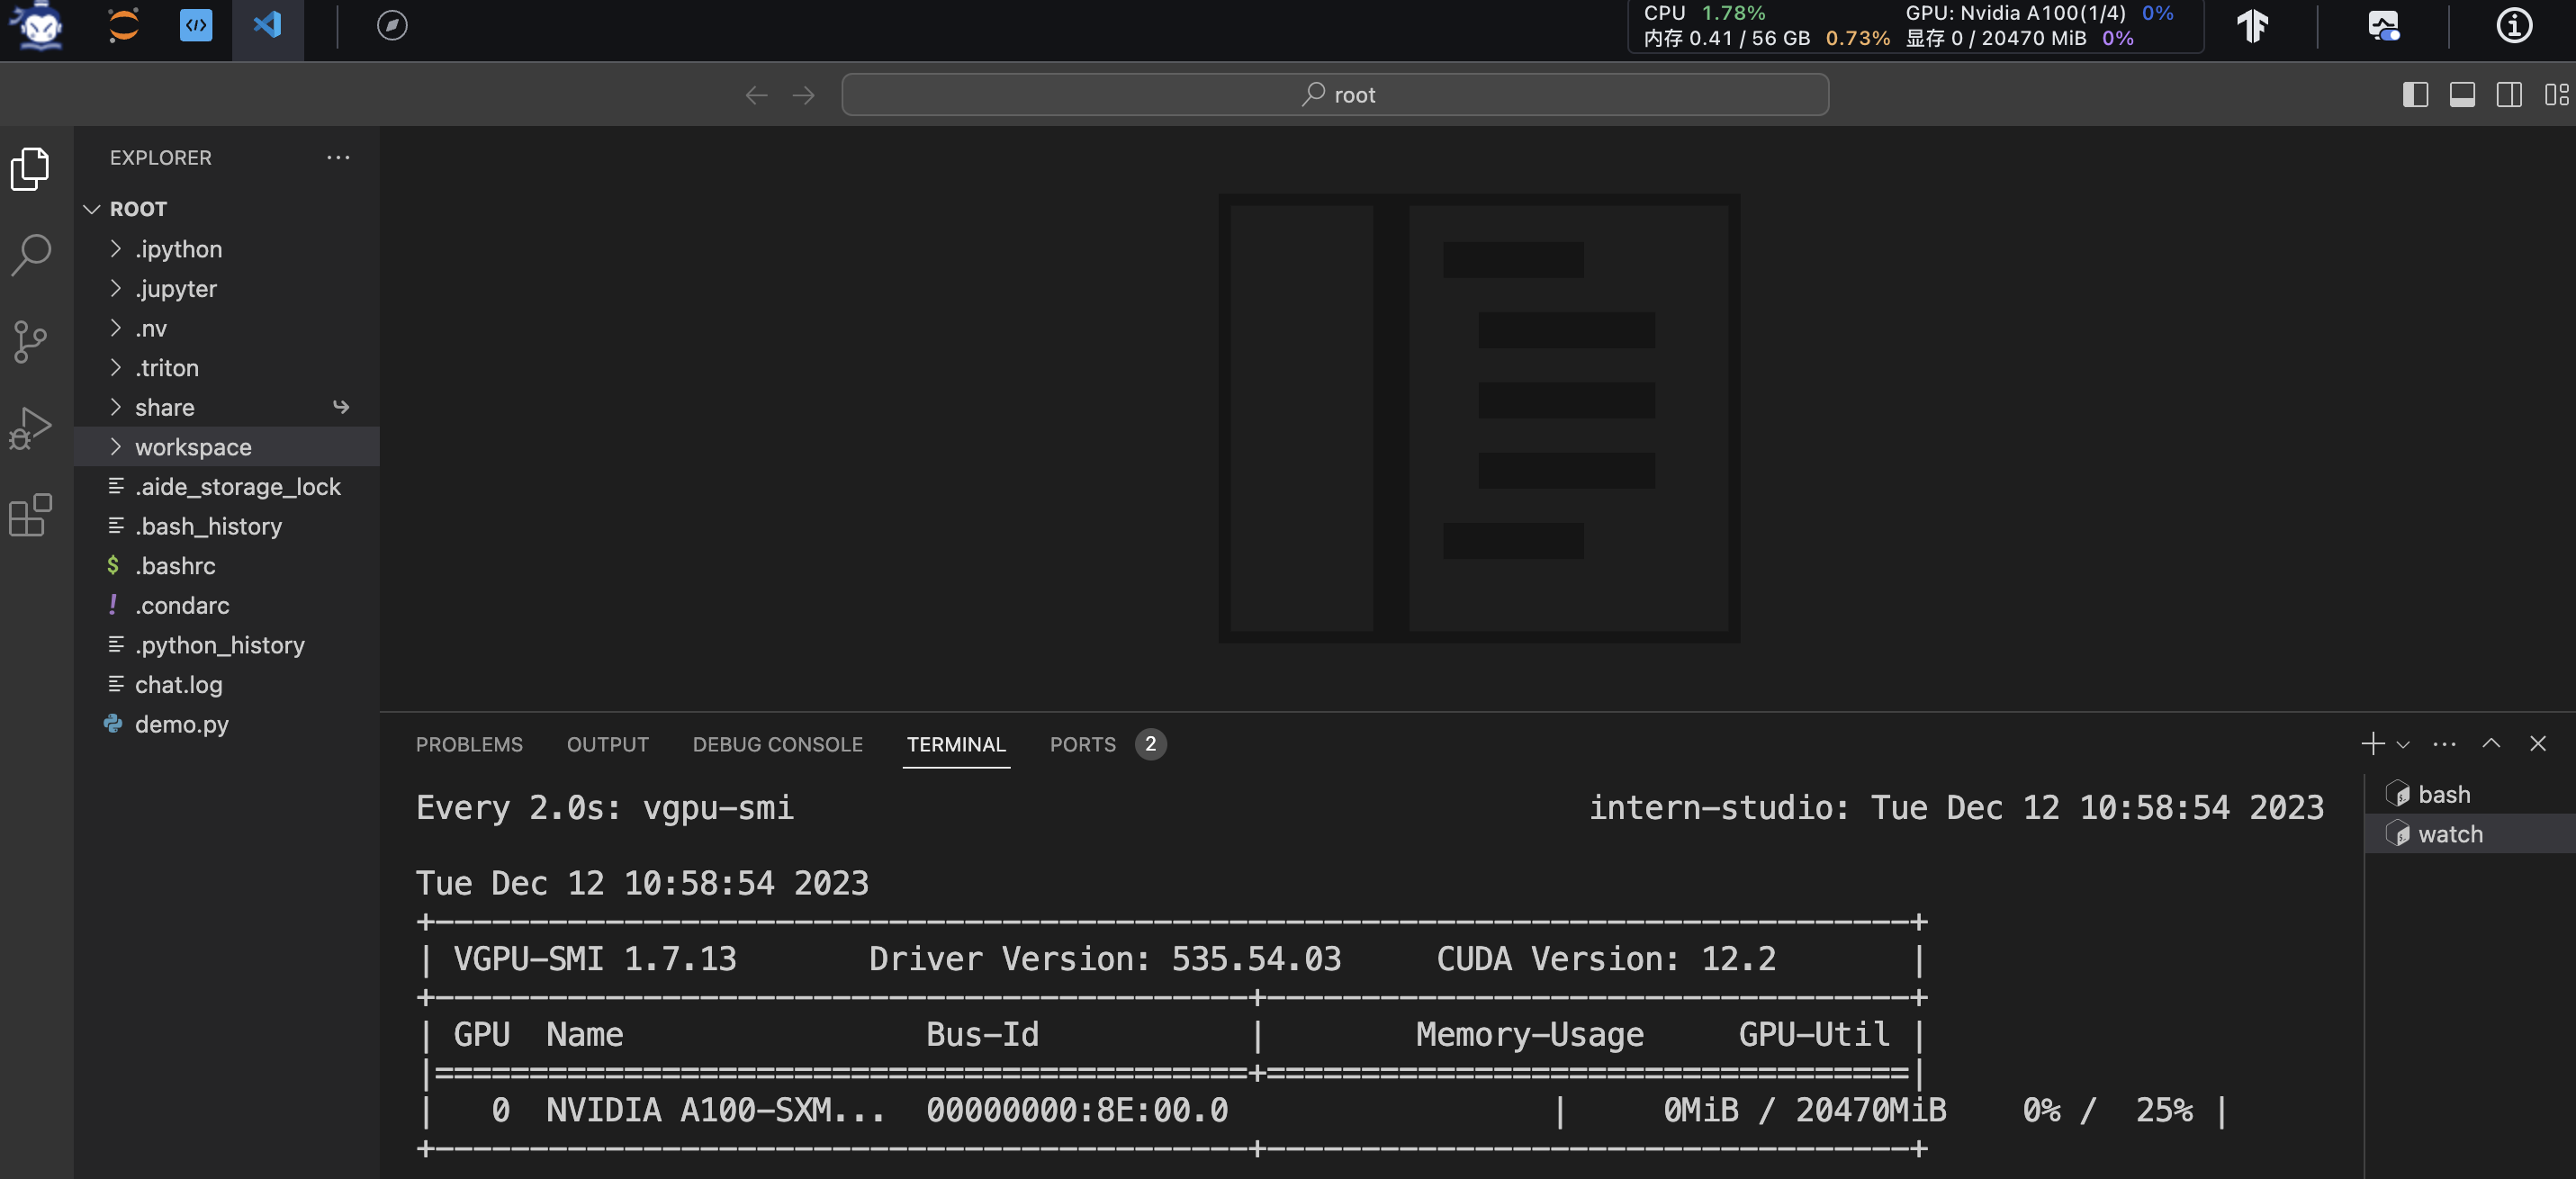 CPU 1.78% GPU: Nvidia A100(1/4) 0%
内存 0.41 / 56 GB 0.73% 显存 0 / 20470 MiB 0%
root
EXPLORER
ROOT
.ipython
.jupyter
.nv
.triton
share
workspace
.aide_storage_lock
.bash_history
$ .bashrc
! .condarc
.python_history
chat.log
demo.py
PROBLEMS OUTPUT DEBUG CONSOLE TERMINAL PORTS 2
Every 2.0s: vgpu-smi intern-studio: Tue Dec 12 10:58:54 2023
Tue Dec 12 10:58:54 2023
+------------------------------------------------------------------------------+
| VGPU-SMI 1.7.13       Driver Version: 535.54.03     CUDA Version: 12.2       |
+-------------------------------------------+----------------------------------+
| GPU  Name                Bus-Id           |        Memory-Usage     GPU-Util |
|===========================================+==================================|
|   0  NVIDIA A100-SXM...  00000000:8E:00.0                 |     0MiB / 20470MiB    0% /  25% |
+-------------------------------------------+----------------------------------+
bash
watch